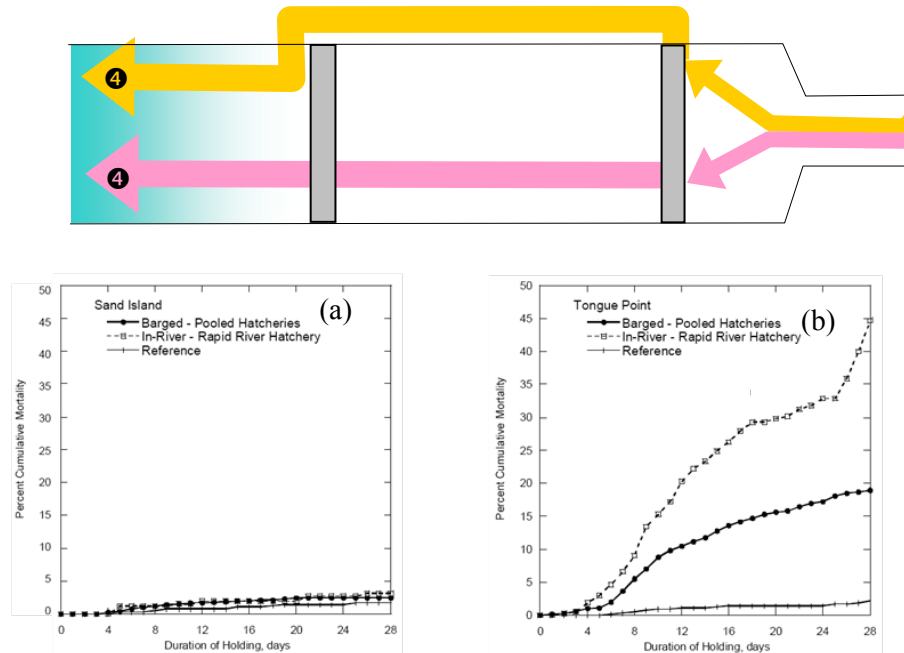 4
4
50
45
40
35
30
25
20
15
10
5
0
Percent Cumulative Mortality
Sand Island
(a)
Barged - Pooled Hatcheries
In-River - Rapid River Hatchery
Reference
0 4 8 12 16 20 24 28
Duration of Holding, days
50
45
40
35
30
25
20
15
10
5
0
Percent Cumulative Mortality
Tongue Point
(b)
Barged - Pooled Hatcheries
In-River - Rapid River Hatchery
Reference
0 4 8 12 16 20 24 28
Duration of Holding, days